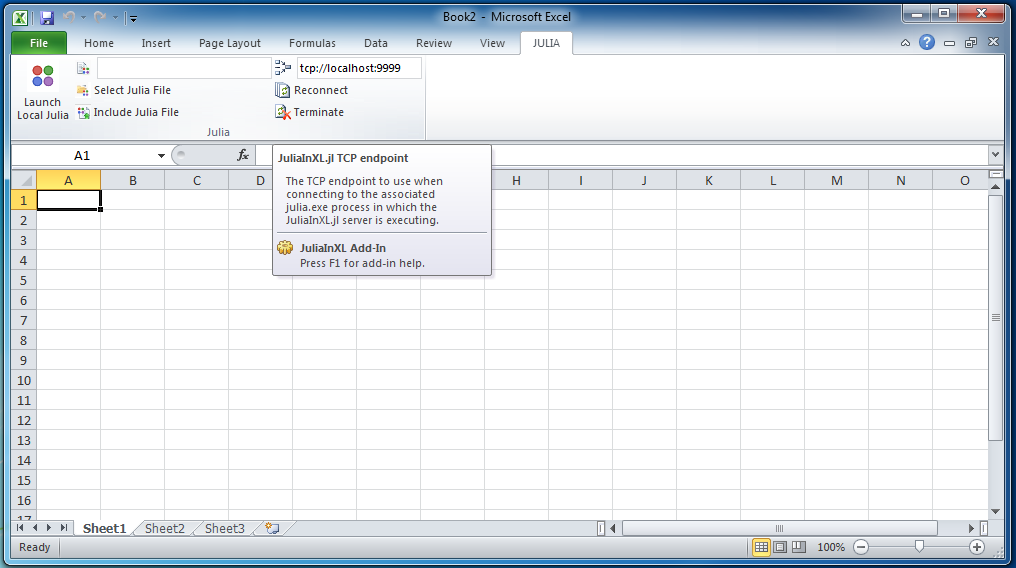 Book2 - Microsoft Excel
File Home Insert Page Layout Formulas Data Review View JULIA
tcp://localhost:9999
Launch
Local Julia
Select Julia File
Include Julia File
Reconnect
Terminate
Julia
A1
fx
JuliaInXL.jl TCP endpoint
The TCP endpoint to use when
connecting to the associated
julia.exe process in which the
JuliaInXL.jl server is executing.
JuliaInXL Add-In
Press F1 for add-in help.
A B C D H I J K L M N O
1
2
3
4
5
6
7
8
9
10
11
12
13
14
15
16
17
Sheet1 Sheet2 Sheet3
Ready
100%